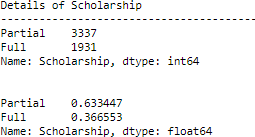 Details of Scholarship
----------------------------------------
Partial    3337
Full       1931
Name: Scholarship, dtype: int64
Partial    0.633447
Full       0.366553
Name: Scholarship, dtype: float64